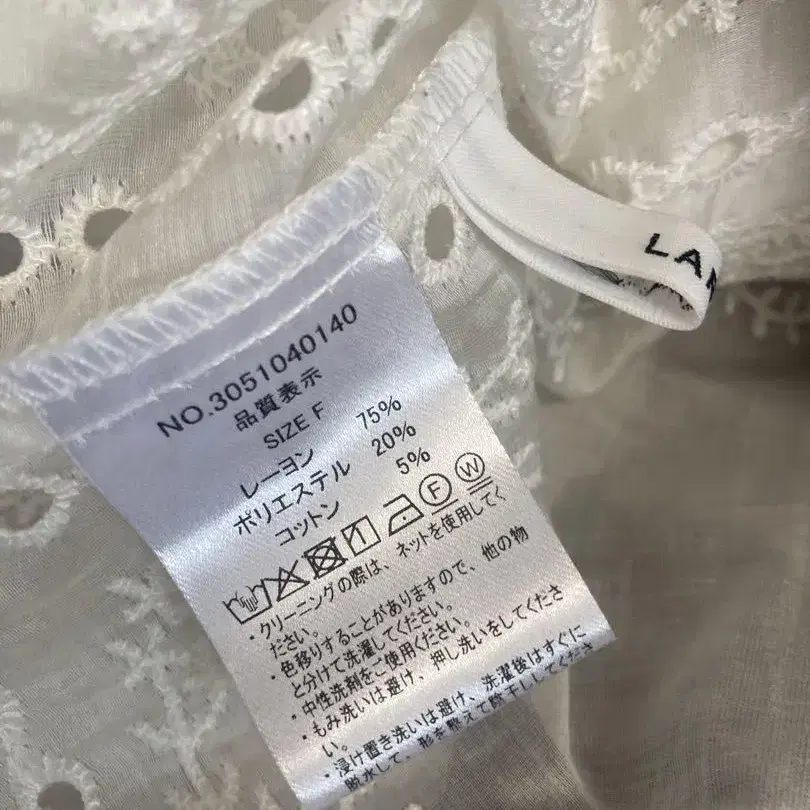 NO.3051040140
品質表示
SIZE F
レーヨン 75%
ポリエステル 20%
コットン 5%
F W
・クリーニングの際は、ネットを使用してく
ださい。
・色移りすることがありますので、他の物
と分けて洗濯してください。
・中性洗剤をご使用ください。
・もみ洗いは避け、押し洗いをしてくださ
い。
・浸け置き洗いは避け、洗濯後はすぐに
脱水して、形を整えて陰干ししてくださ
LAN